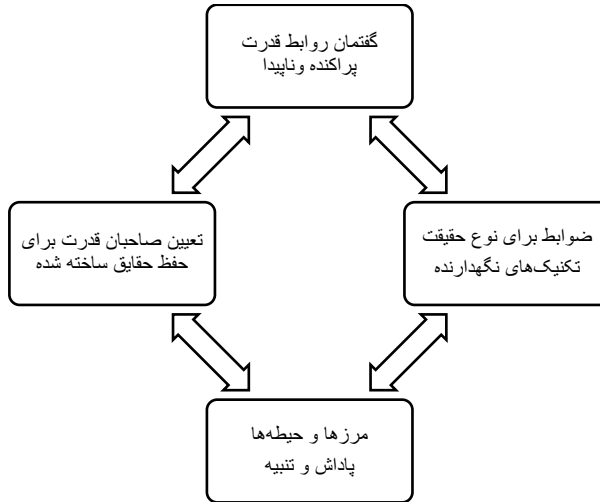 گفتمان روابط قدرت
پراکنده وناپیدا
ضوابط برای نوع حقیقت
تکنیک‌های نگهدارنده
تعیین صاحبان قدرت برای
حفظ حقایق ساخته شده
مرزها و حیطه‌ها
پاداش و تنبیه